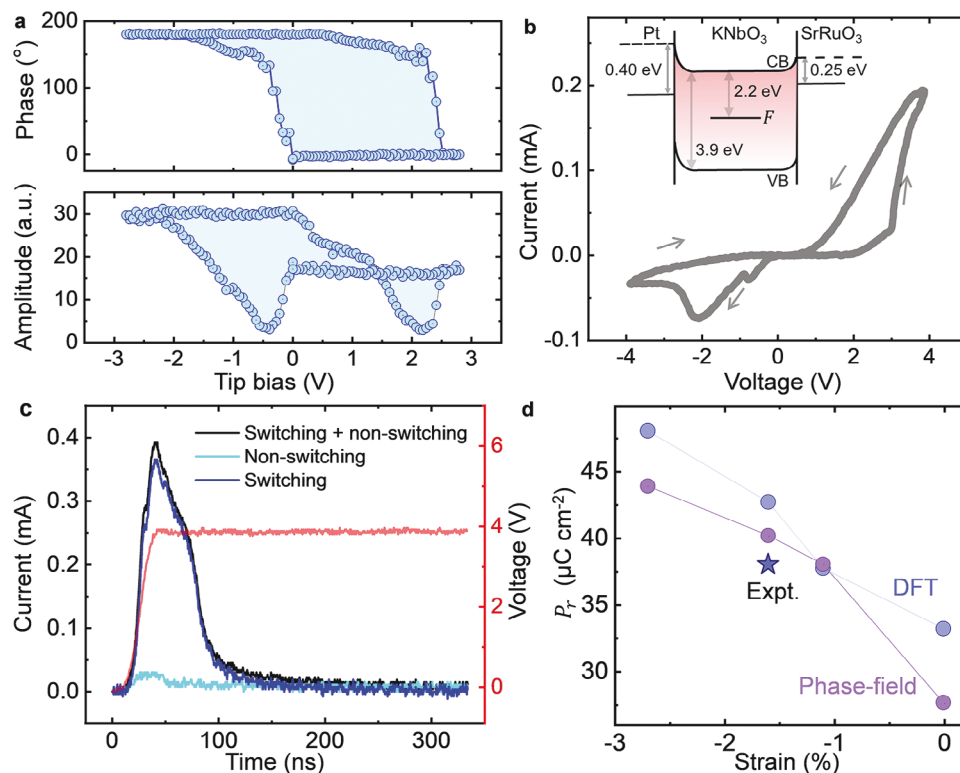 a
180
90
0
Phase (°)
30
20
10
0
Amplitude (a.u.)
-3 -2 -1 0 1 2 3
Tip bias (V)
b
Pt KNbO3 SrRuO3
CB
0.40 eV
0.25 eV
2.2 eV
F
3.9 eV
VB
0.2
0.1
0.0
-0.1
Current (mA)
-4 -2 0 2 4
Voltage (V)
c
Switching + non-switching
Non-switching
Switching
0.4
0.3
0.2
0.1
0.0
Current (mA)
6
4
2
0
Voltage (V)
0 100 200 300
Time (ns)
d
45
40
35
30
Pr (μC cm-2)
Expt.
DFT
Phase-field
-3 -2 -1 0
Strain (%)